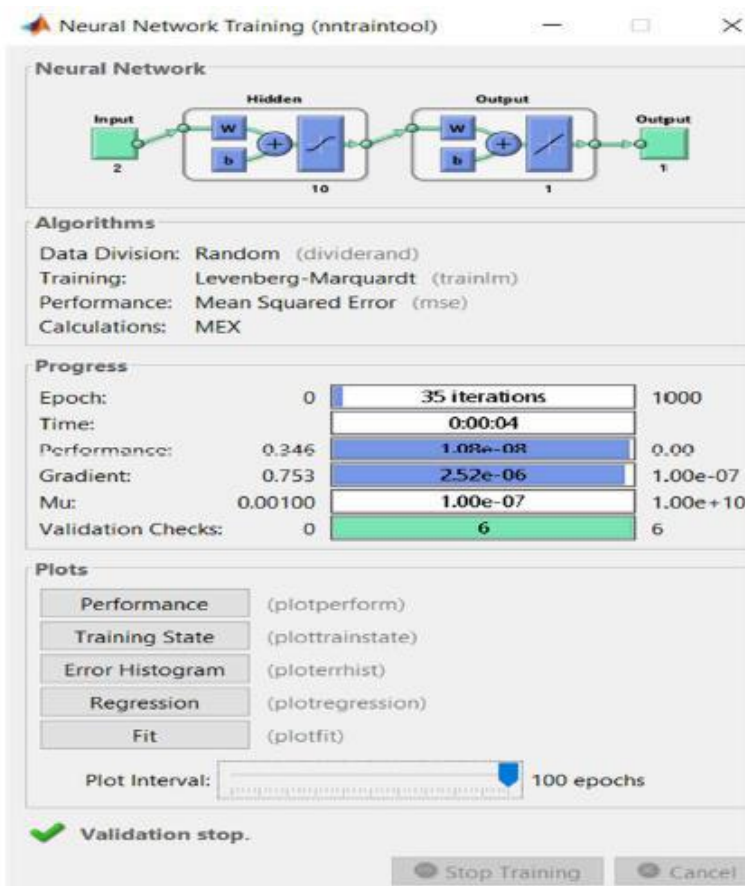 Neural Network Training (nntraintool)
Neural Network
Hidden
Output
Input
Output
W
W
+
+
b
b
2
10
1
1
Algorithms
Data Division: Random (dividerand)
Training: Levenberg-Marquardt (trainlm)
Performance: Mean Squared Error (mse)
Calculations: MEX
Progress
Epoch: 0 35 iterations 1000
Time: 0:00:04
Performance: 0.346 1.08e-08 0.00
Gradient: 0.753 2.52e-06 1.00e-07
Mu: 0.00100 1.00e-07 1.00e+10
Validation Checks: 0 6 6
Plots
Performance (plotperform)
Training State (plottrainstate)
Error Histogram (ploterrhist)
Regression (plotregression)
Fit (plotfit)
Plot Interval: 100 epochs
Validation stop.
Stop Training Cancel